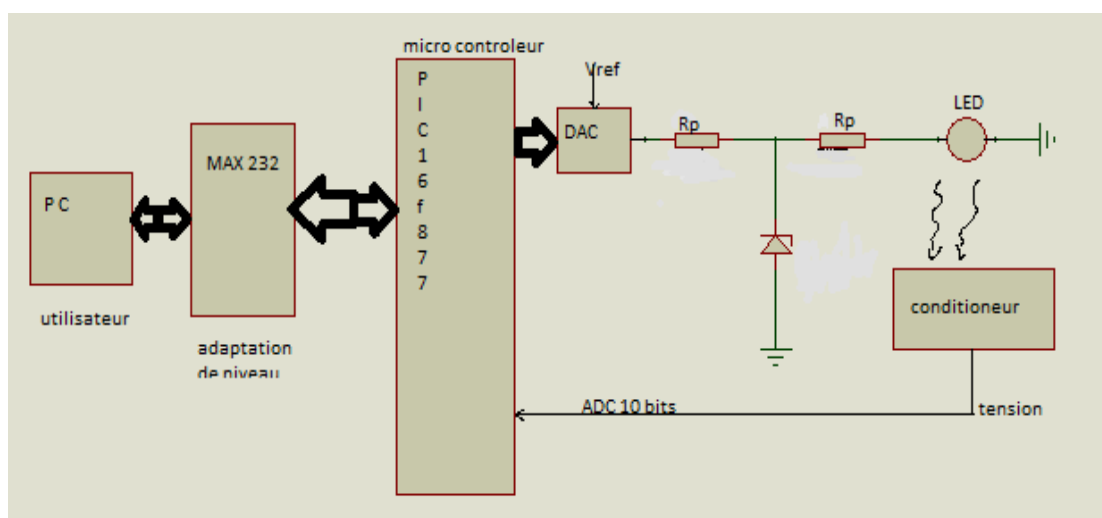 micro controleur
P
I
C
1
6
f
8
7
7
Vref
DAC
Rp
Rp
LED
MAX 232
P C
utilisateur
adaptation
de niveau
conditioneur
ADC 10 bits
tension